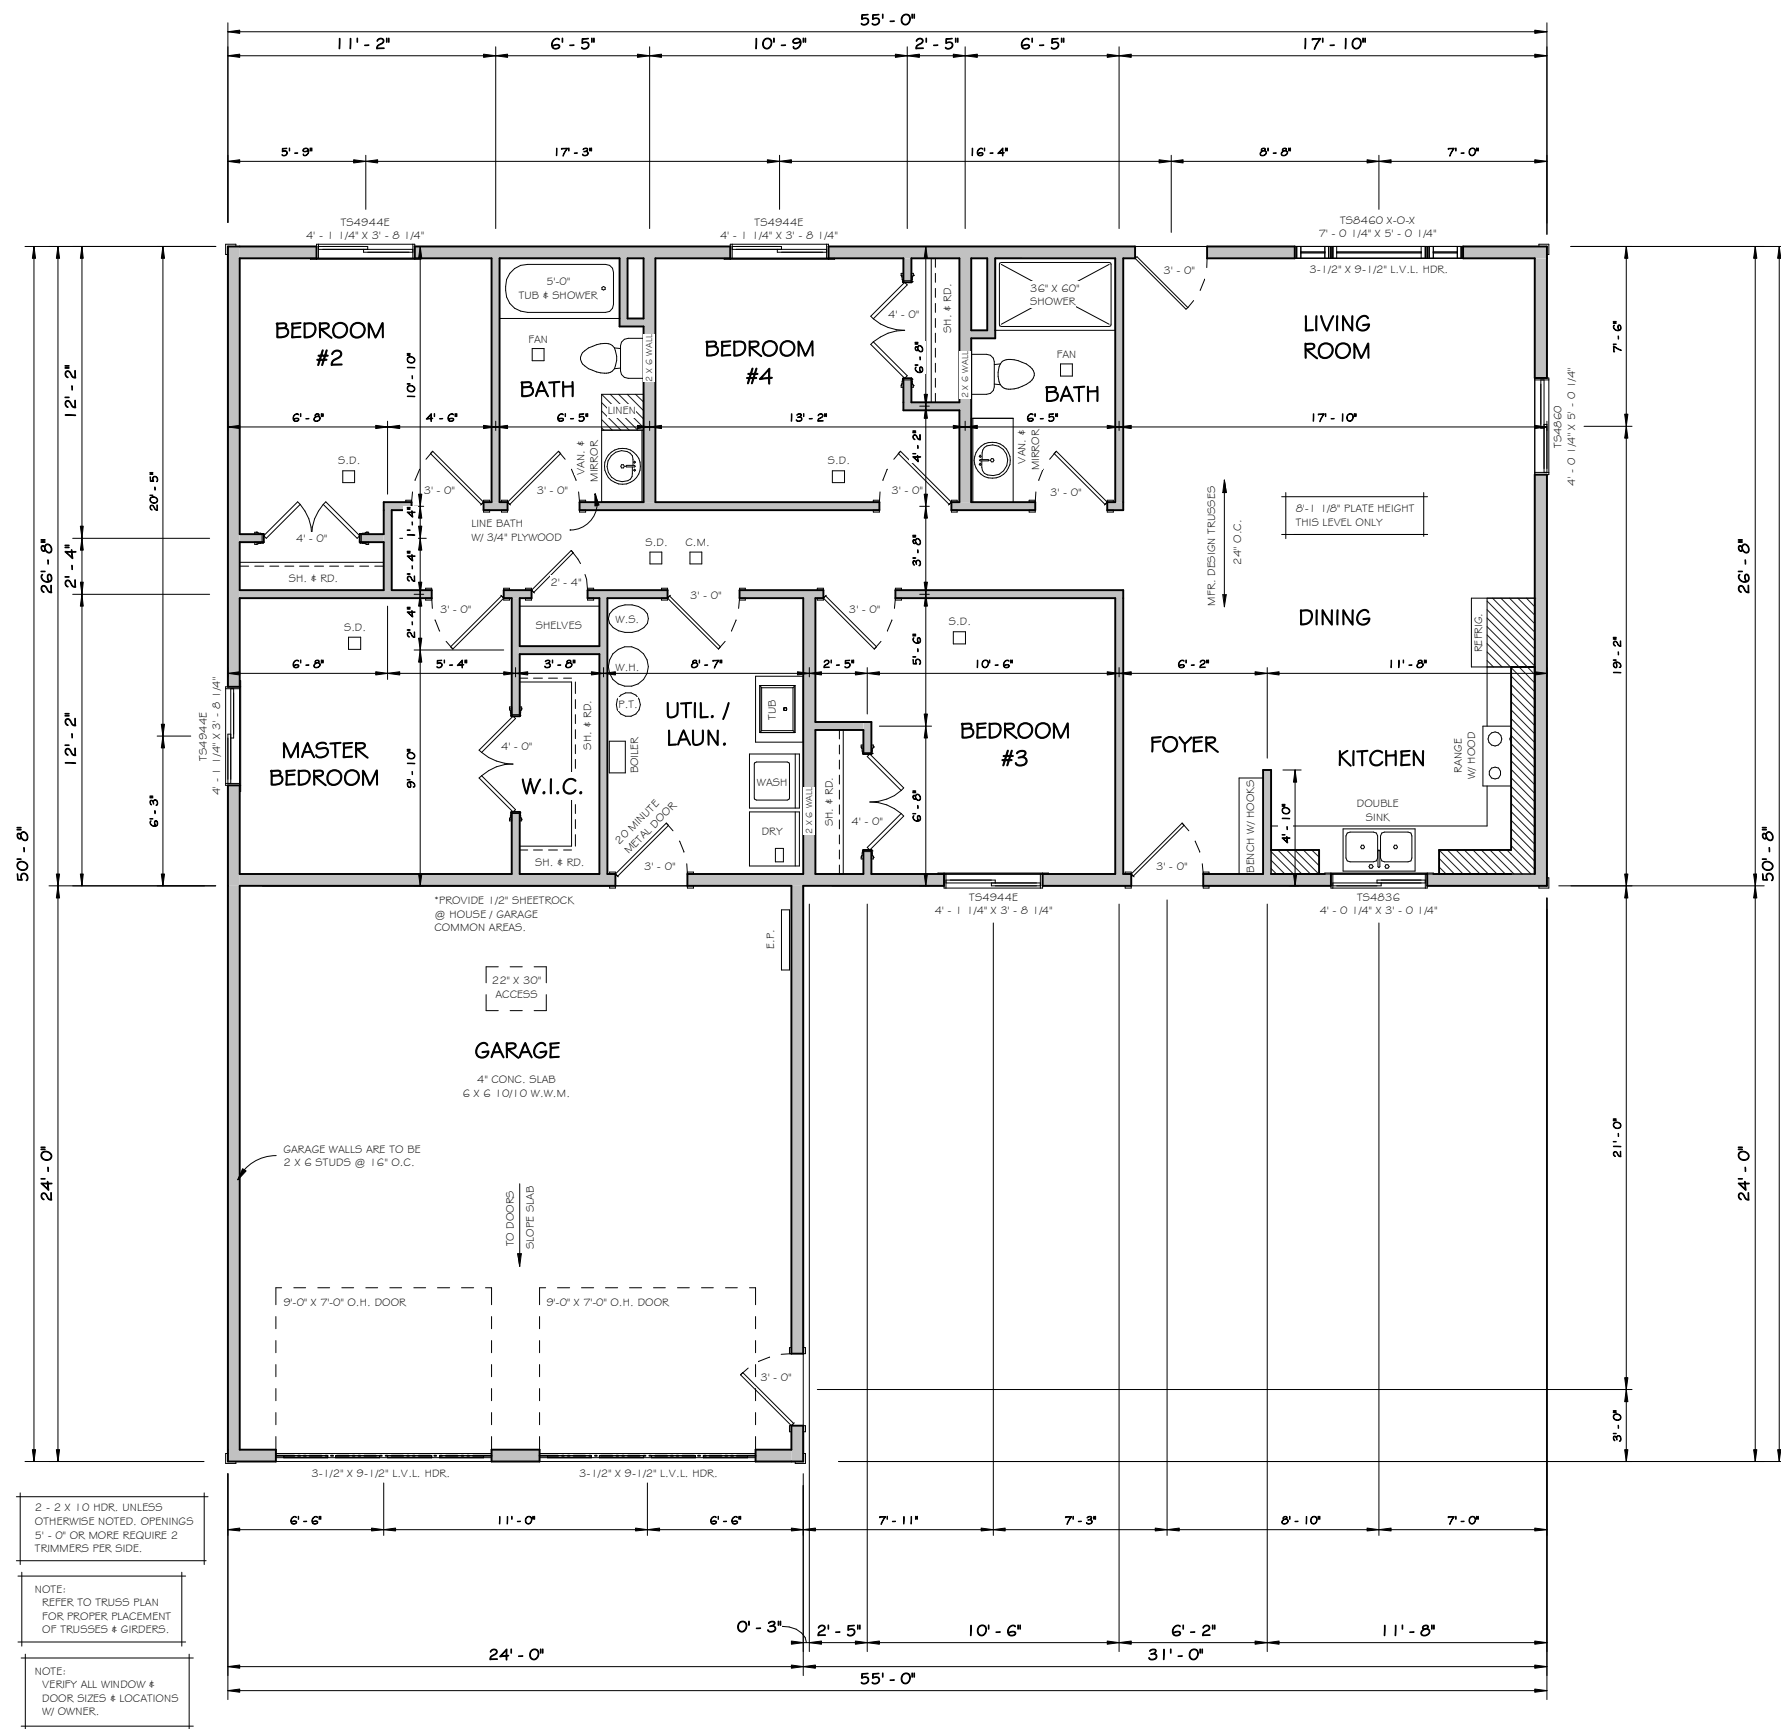 55' - 0"
11' - 2"
6' - 5"
10' - 9"
2' - 5"
6' - 5"
17' - 10"
5' - 9"
17' - 3"
16' - 4"
8' - 8"
7' - 0"
TS4944E
4' - 1 1/4" X 3' - 8 1/4"
TS4944E
4' - 1 1/4" X 3' - 8 1/4"
TS8460 X-O-X
7' - 0 1/4" X 5' - 0 1/4"
3-1/2" X 9-1/2" L.V.L. HDR.
3' - 0"
5'-0"
TUB & SHOWER
36" X 60"
SHOWER
BEDROOM
#2
FAN
BATH
2 X 6 WALL
BEDROOM
#4
4' - 0"
SH. & RD.
6' - 8"
2 X 6 WALL
FAN
BATH
LIVING
ROOM
7' - 6"
12' - 2"
10' - 10"
TS4860
4' - 0 1/4" X 5' - 0 1/4"
6' - 8"
4' - 6"
6' - 5"
LINEN
13' - 2"
6' - 5"
17' - 10"
20' - 5"
S.D.
3' - 0"
3' - 0"
VAN. &
MIRROR
S.D.
3' - 0"
4' - 2"
VAN. &
MIRROR
3' - 0"
8'-1 1/8" PLATE HEIGHT
THIS LEVEL ONLY
LINE BATH
W/ 3/4" PLYWOOD
4' - 0"
1' - 4"
S.D.
C.M.
3' - 8"
MFR. DESIGN TRUSSES
24" O.C.
26' - 8"
2' - 4"
SH. & RD.
2' - 4"
2' - 4"
26' - 8"
3' - 0"
3' - 0"
3' - 0"
S.D.
2' - 4"
SHELVES
W.S.
S.D.
5' - 6"
DINING
REFRIG.
19' - 2"
6' - 8"
5' - 4"
3' - 8"
W.H.
8' - 7"
2' - 5"
10' - 6"
6' - 2"
11' - 8"
TS4944E
4' - 1 1/4" X 3' - 8 1/4"
12' - 2"
P.T.
TUB
UTIL. /
LAUN.
BEDROOM
#3
FOYER
KITCHEN
RANGE
W/ HOOD
MASTER
BEDROOM
9' - 10"
4' - 0"
SH. & RD.
W.I.C.
BOILER
WASH
6' - 3"
20 MINUTE
METAL DOOR
DRY
2 X 6 WALL
SH. & RD.
4' - 0"
6' - 8"
BENCH W/ HOOKS
4' - 10"
DOUBLE
SINK
50' - 8"
50' - 8"
SH. & RD.
3' - 0"
3' - 0"
TS4944E
4' - 1 1/4" X 3' - 8 1/4"
TS4836
4' - 0 1/4" X 3' - 0 1/4"
*PROVIDE 1/2" SHEETROCK
@ HOUSE / GARAGE
COMMON AREAS.
E.P.
22" X 30"
ACCESS
GARAGE
4" CONC. SLAB
6 X 6 10/10 W.W.M.
GARAGE WALLS ARE TO BE
2 X 6 STUDS @ 16" O.C.
24' - 0"
21' - 0"
24' - 0"
TO DOORS
SLOPE SLAB
9'-0" X 7'-0" O.H. DOOR
9'-0" X 7'-0" O.H. DOOR
3' - 0"
3' - 0"
3-1/2" X 9-1/2" L.V.L. HDR.
3-1/2" X 9-1/2" L.V.L. HDR.
6' - 6"
11' - 0"
6' - 6"
7' - 11"
7' - 3"
8' - 10"
7' - 0"
2 - 2 X 10 HDR. UNLESS
OTHERWISE NOTED. OPENINGS
5' - 0" OR MORE REQUIRE 2
TRIMMERS PER SIDE.
NOTE:
REFER TO TRUSS PLAN
FOR PROPER PLACEMENT
OF TRUSSES & GIRDERS.
NOTE:
VERIFY ALL WINDOW &
DOOR SIZES & LOCATIONS
W/ OWNER.
0' - 3"
2' - 5"
10' - 6"
6' - 2"
11' - 8"
24' - 0"
31' - 0"
55' - 0"